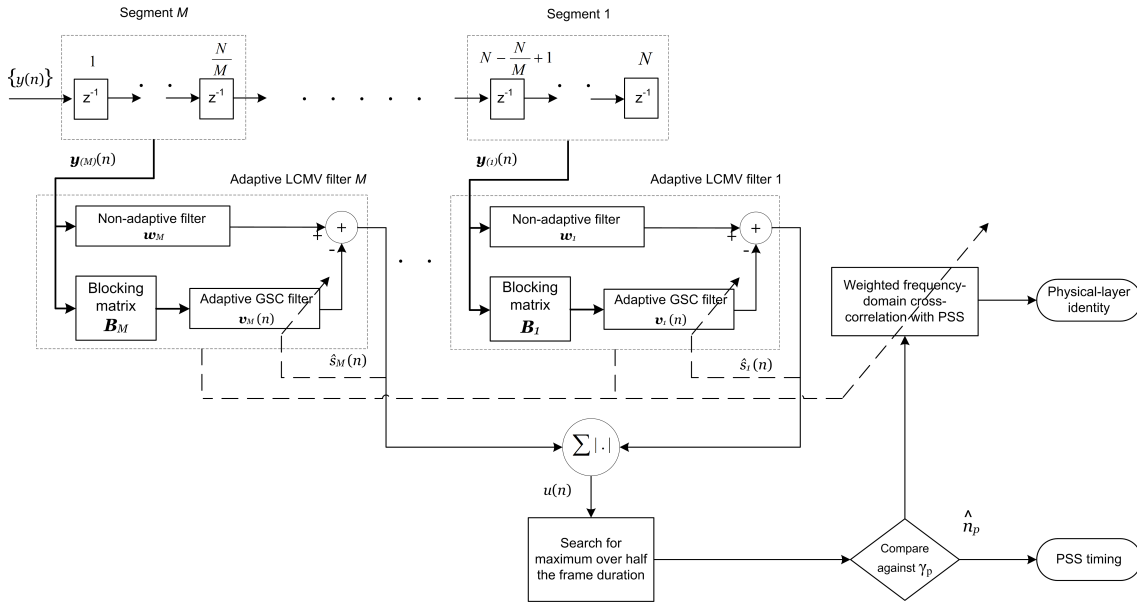 Segment M
Segment 1
{y(n)}
1
N/M
N - N/M + 1
N
z-1
. .
z-1
. . . . . .
z-1
. .
z-1
y(M)(n)
y(1)(n)
Adaptive LCMV filter M
Adaptive LCMV filter 1
Non-adaptive filter
wM
+
+
-
. .
Non-adaptive filter
w1
+
+
-
Blocking
matrix
BM
Adaptive GSC filter
vM(n)
Blocking
matrix
B1
Adaptive GSC filter
v1(n)
Weighted frequency-
domain cross-
correlation with PSS
Physical-layer
identity
ŝM(n)
ŝ1(n)
∑|.|
u(n)
Search for
maximum over half
the frame duration
Compare
against γp
n̂p
PSS timing